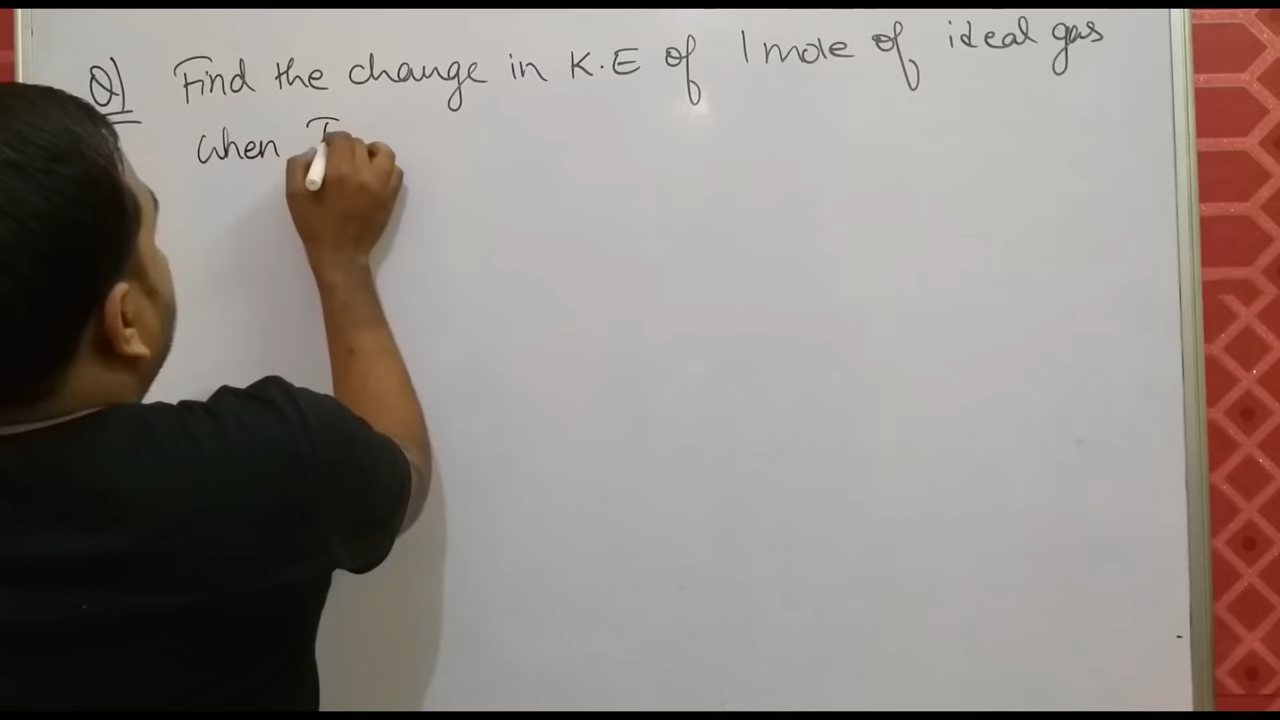 Q) Find the change in K.E of 1 mole of ideal gas
when T